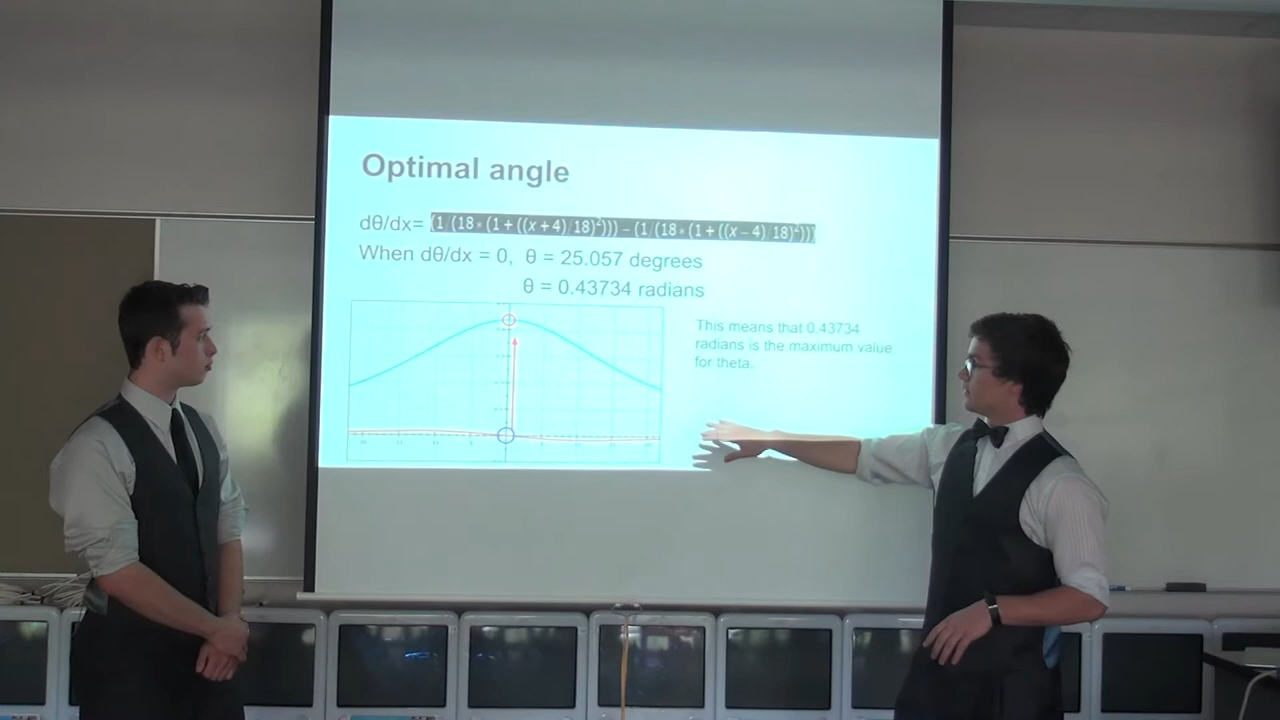 Optimal angle
dθ/dx= (1/(18*(1+((x+4)/18)²)))−(1/(18*(1+((x−4)/18)²)))
When dθ/dx = 0, θ = 25.057 degrees
θ = 0.43734 radians
This means that 0.43734
radians is the maximum value
for theta.